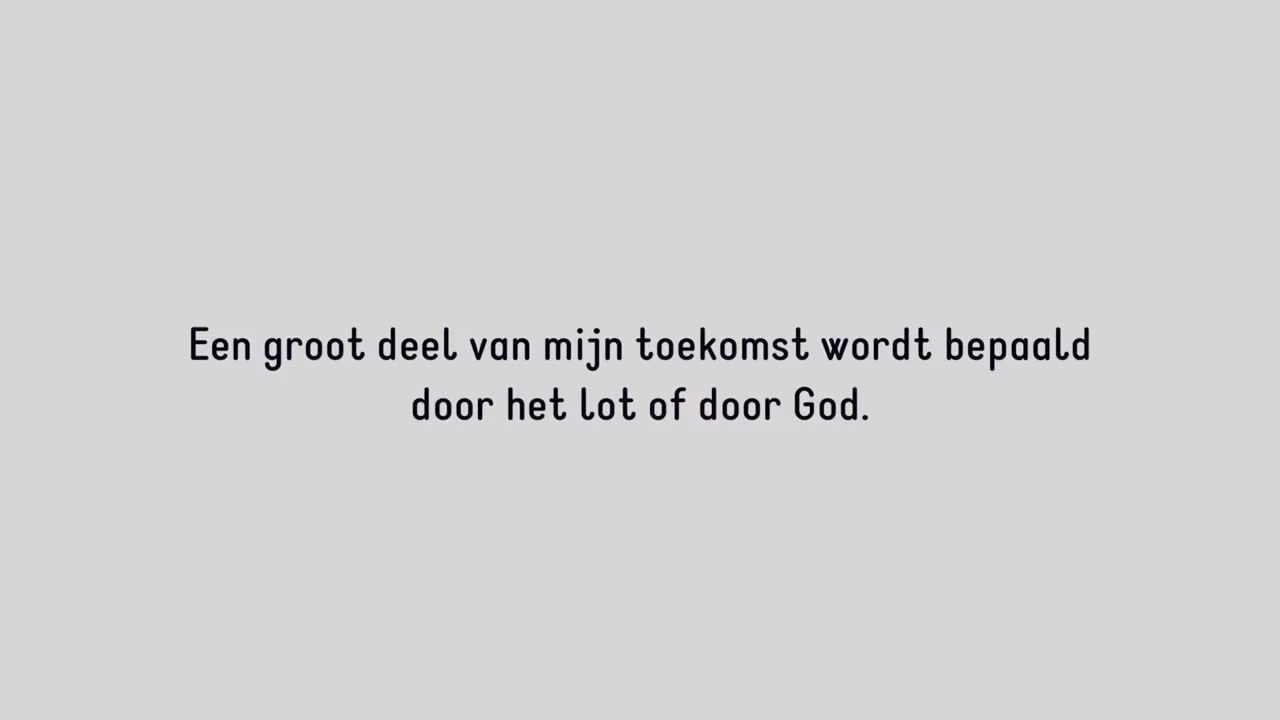 Een groot deel van mijn toekomst wordt bepaald
door het lot of door God.